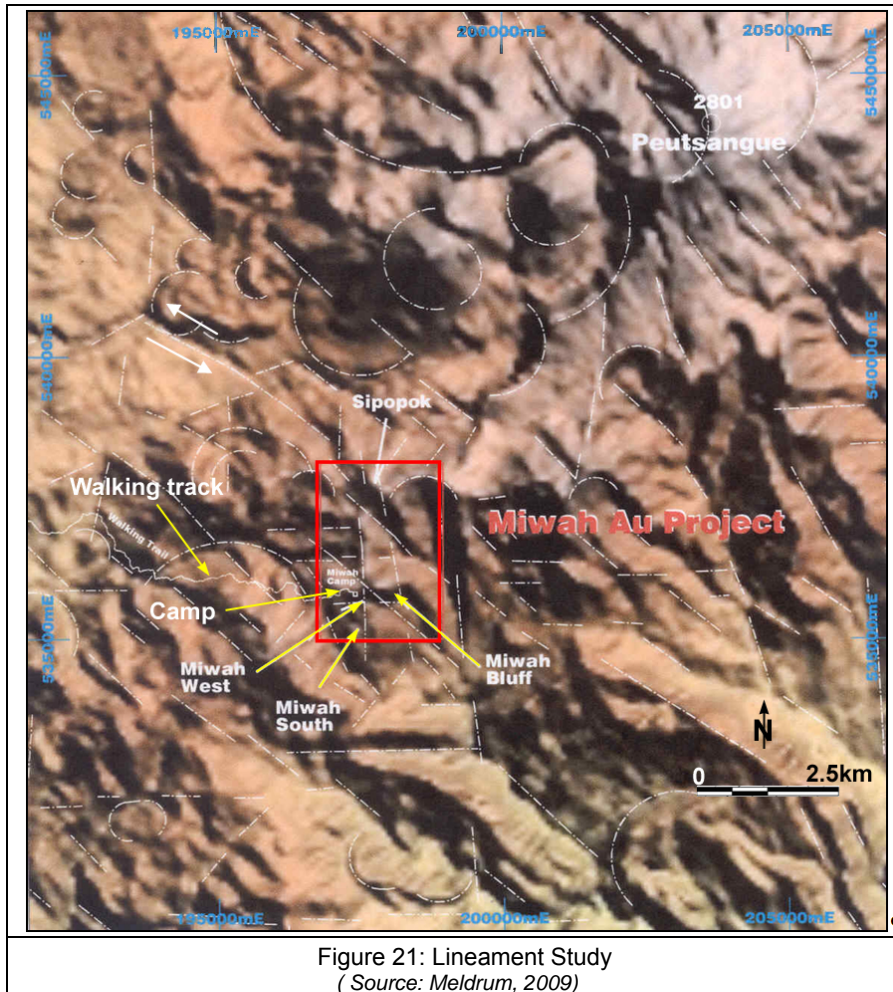 195000mE
200000mE
205000mE
545000mE
545000mE
2801
Peutsangue
540000mE
540000mE
Sipopok
Walking track
Miwah Au Project
Walking Trail
Miwah
Camp
Camp
535000mE
535000mE
Miwah
West
Miwah
Bluff
Miwah
South
N
0 2.5km
195000mE
200000mE
205000mE
Figure 21: Lineament Study
( Source: Meldrum, 2009)